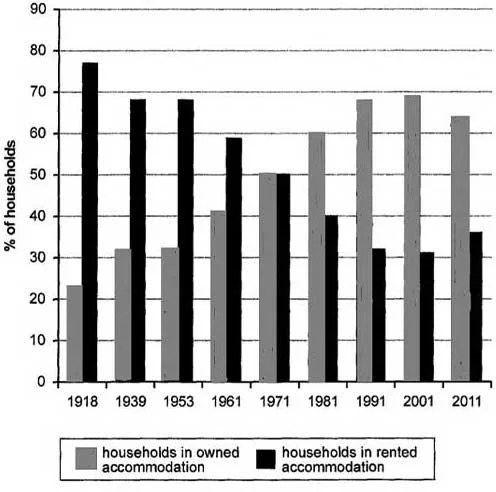 90
80
70
60
50
40
30
20
10
0
% of households
1918 1939 1953 1961 1971 1981 1991 2001 2011
households in owned
accommodation
households in rented
accommodation